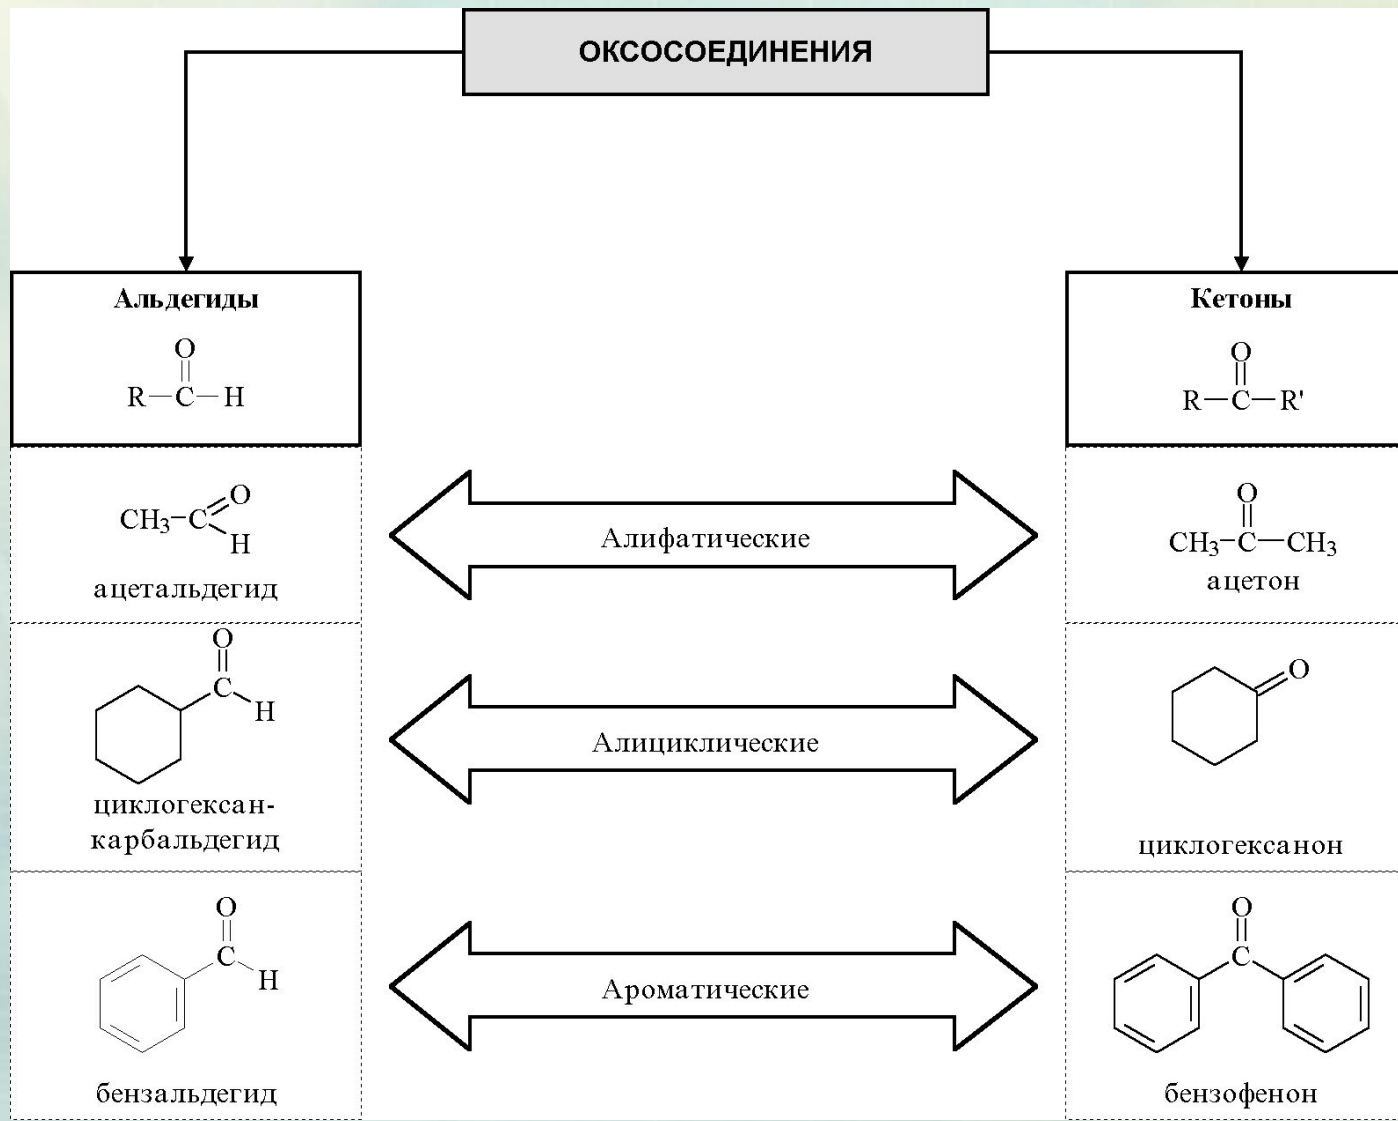 ОКСОСОЕДИНЕНИЯ
Альдегиды
O
R—C—H
Кетоны
O
R—C—R'
CH3—C
O
H
ацетальдегид
Алифатические
O
CH3—C—CH3
ацетон
O
C
H
циклогексан-
карбальдегид
Алициклические
O
циклогексанон
O
C
H
бензальдегид
Ароматические
O
C
бензофенон